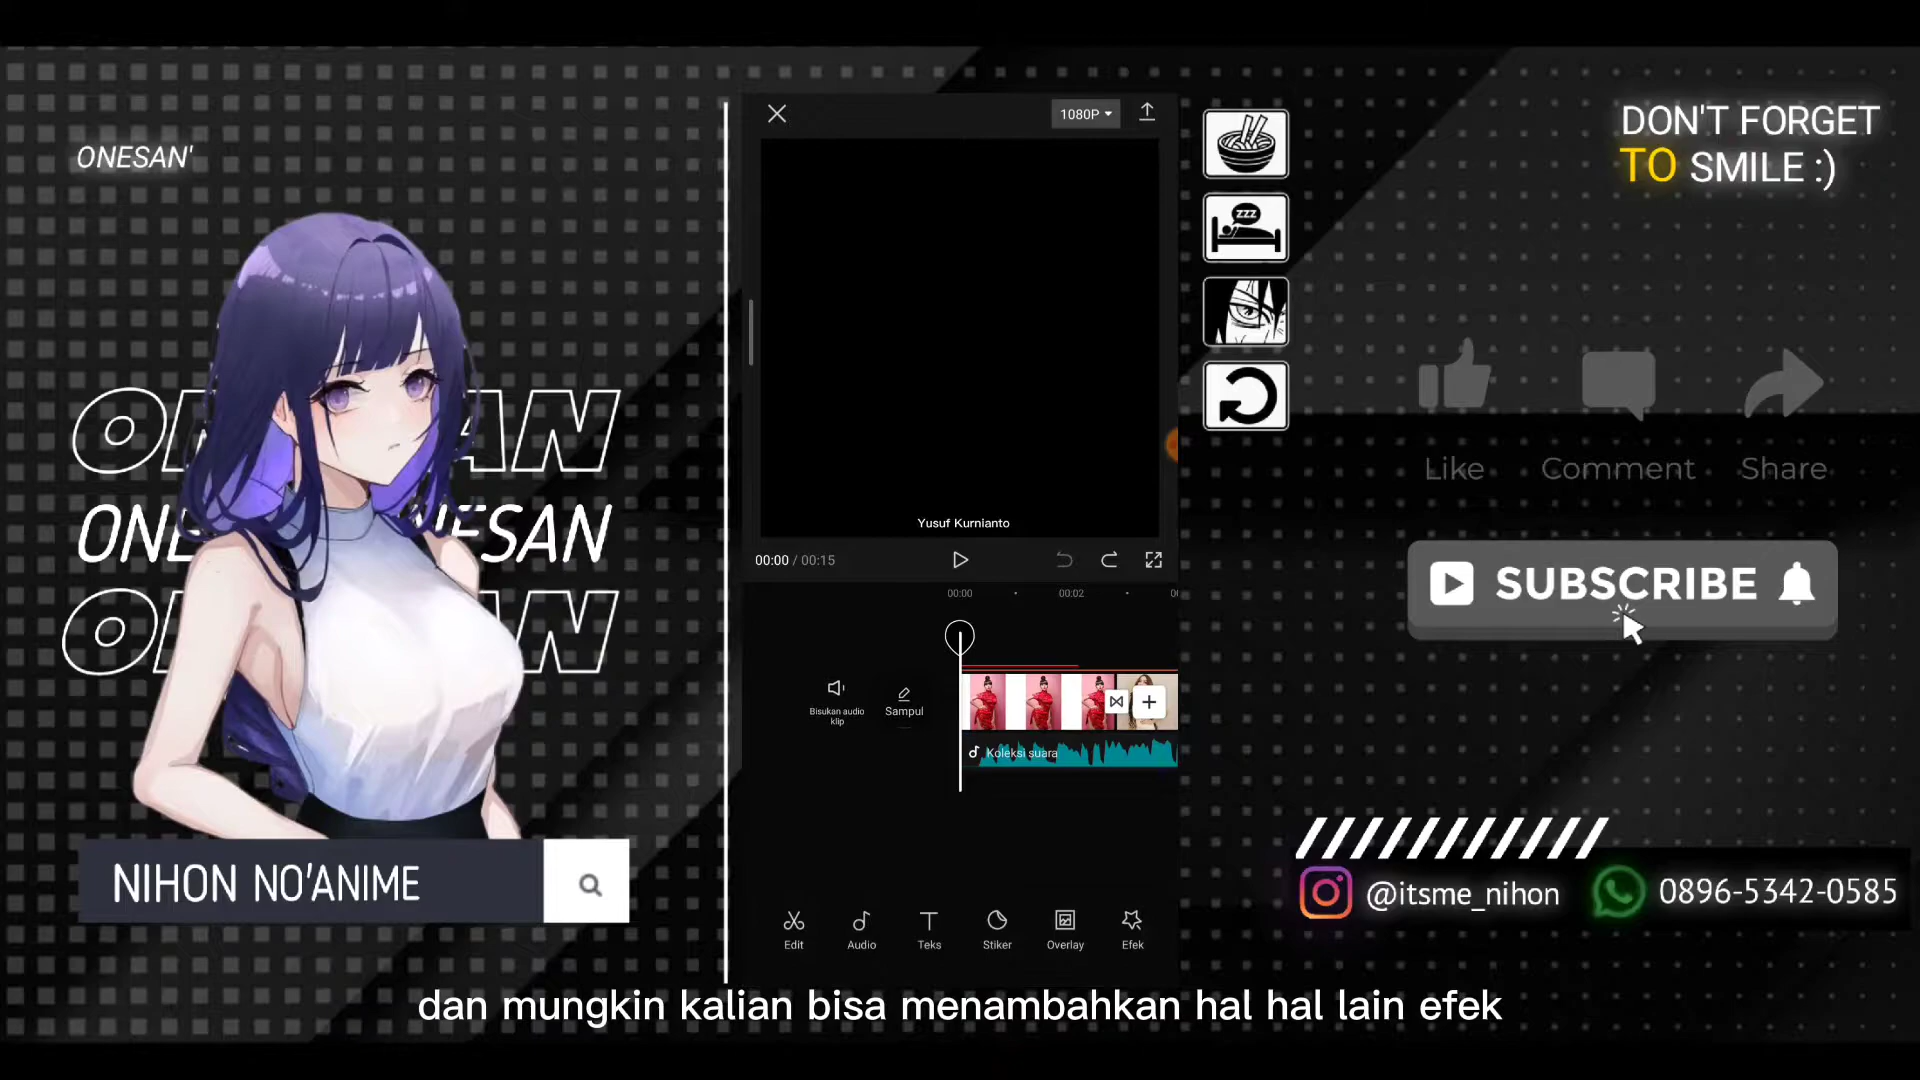 ONESAN'
NIHON NO'ANIME
1080P
Yusuf Kurnianto
00:00 / 00:15
00:00
00:02
Bisukan audio
klip
Sampul
Koleksi suara
Edit
Audio
Teks
Stiker
Overlay
Efek
ZZZ
DON'T FORGET
TO SMILE :)
Like
Comment
Share
SUBSCRIBE
@itsme_nihon
0896-5342-0585
dan mungkin kalian bisa menambahkan hal hal lain efek